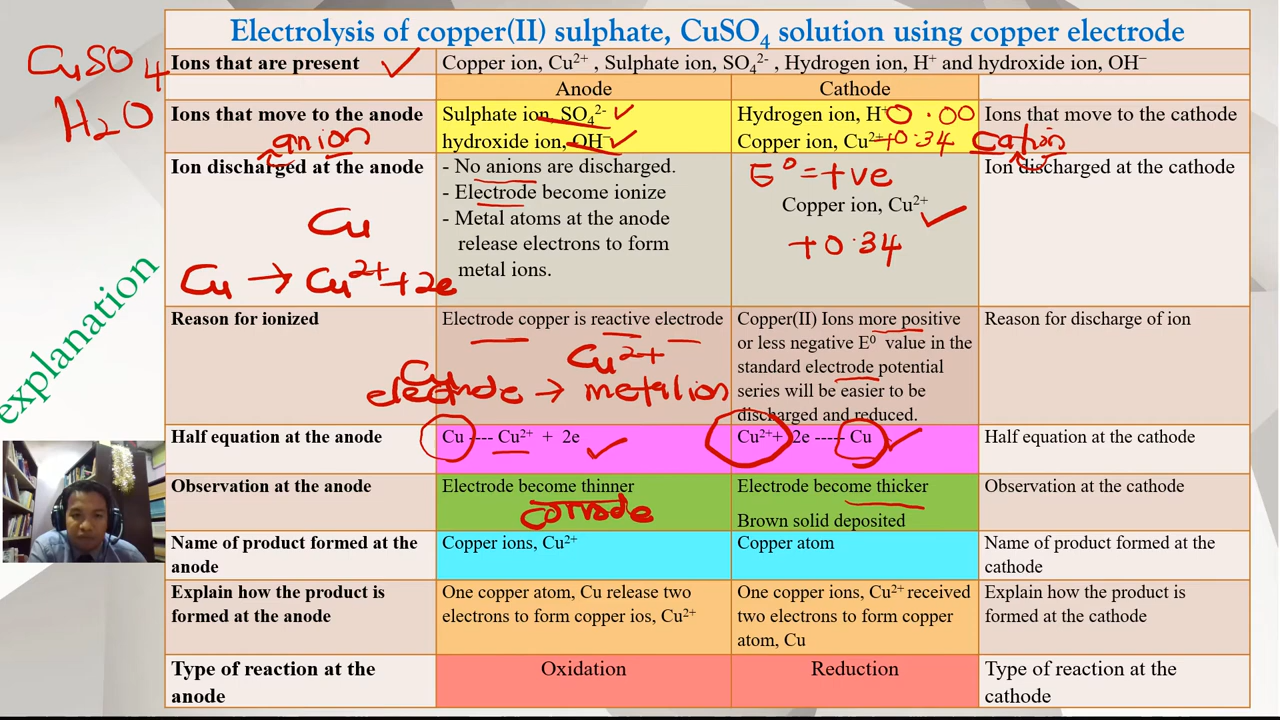 Electrolysis of copper(II) sulphate, CuSO₄ solution using copper electrode
CuSO₄
H₂O
Ions that are present ✓
Copper ion, Cu²⁺ , Sulphate ion, SO₄²⁻ , Hydrogen ion, H⁺ and hydroxide ion, OH⁻
Anode
Cathode
Ions that move to the anode
anion
Sulphate ion, SO₄²⁻ ✓
hydroxide ion, OH⁻ ✓
Hydrogen ion, H⁺ 0.00
Copper ion, Cu²⁺ +0.34
Ions that move to the cathode
cation
Ion discharged at the anode
Cu
Cu → Cu²⁺ + 2e
- No anions are discharged.
- Electrode become ionize
- Metal atoms at the anode
release electrons to form
metal ions.
E⁰ = +ve
Copper ion, Cu²⁺ ✓
+0.34
Ion discharged at the cathode
explanation
Reason for ionized
Electrode copper is reactive electrode
Cu Cu²⁺
electrode → metal ion
Copper(II) Ions more positive
or less negative E⁰ value in the
standard electrode potential
series will be easier to be
discharged and reduced.
Reason for discharge of ion
Half equation at the anode
Cu ---- Cu²⁺ + 2e ✓
Cu²⁺+ 2e ----- Cu ✓
Half equation at the cathode
Observation at the anode
Electrode become thinner
corrode
Electrode become thicker
Brown solid deposited
Observation at the cathode
Name of product formed at the
anode
Copper ions, Cu²⁺
Copper atom
Name of product formed at the
cathode
Explain how the product is
formed at the anode
One copper atom, Cu release two
electrons to form copper ios, Cu²⁺
One copper ions, Cu²⁺ received
two electrons to form copper
atom, Cu
Explain how the product is
formed at the cathode
Type of reaction at the
anode
Oxidation
Reduction
Type of reaction at the
cathode